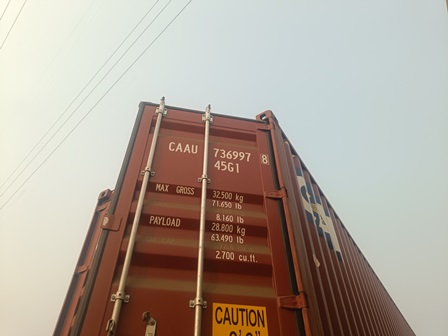 CAAU 736997 8
45G1
MAX GROSS 32.500 kg
71.650 lb
8.160 lb
PAYLOAD 28.800 kg
63.490 lb
2.700 cu.ft.
CAUTION